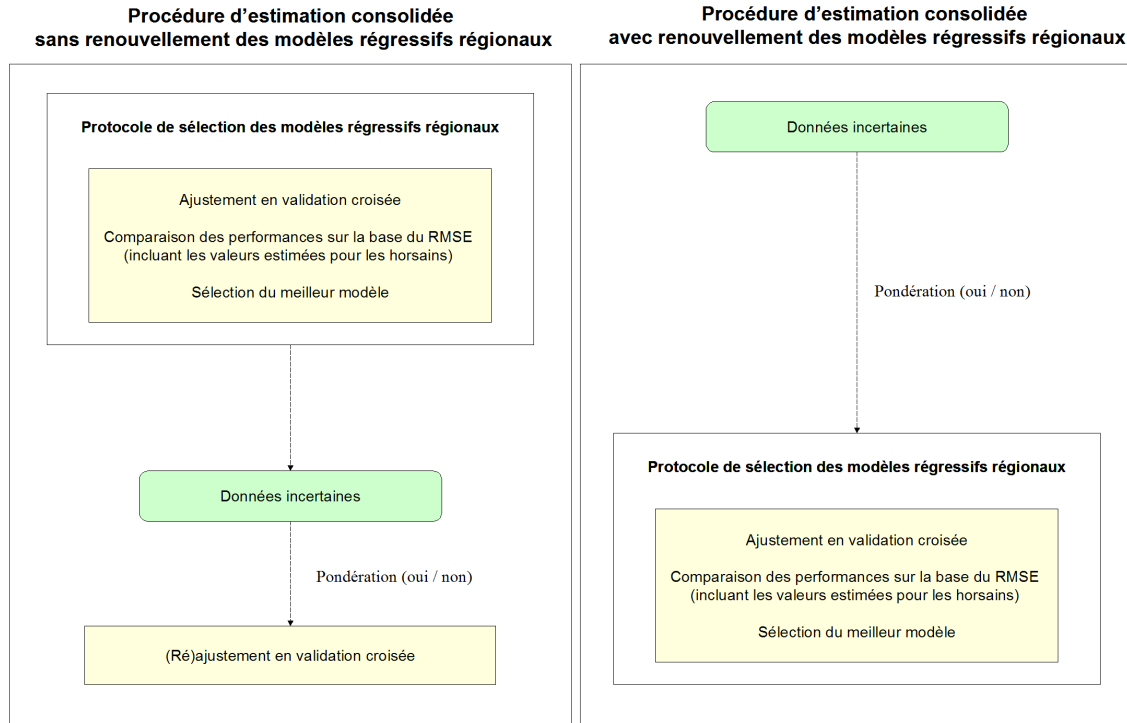 Procédure d'estimation consolidée
sans renouvellement des modèles régressifs régionaux
Protocole de sélection des modèles régressifs régionaux
Ajustement en validation croisée
Comparaison des performances sur la base du RMSE
(incluant les valeurs estimées pour les horsains)
Sélection du meilleur modèle
Données incertaines
Pondération (oui / non)
(Ré)ajustement en validation croisée
Procédure d'estimation consolidée
avec renouvellement des modèles régressifs régionaux
Données incertaines
Pondération (oui / non)
Protocole de sélection des modèles régressifs régionaux
Ajustement en validation croisée
Comparaison des performances sur la base du RMSE
(incluant les valeurs estimées pour les horsains)
Sélection du meilleur modèle